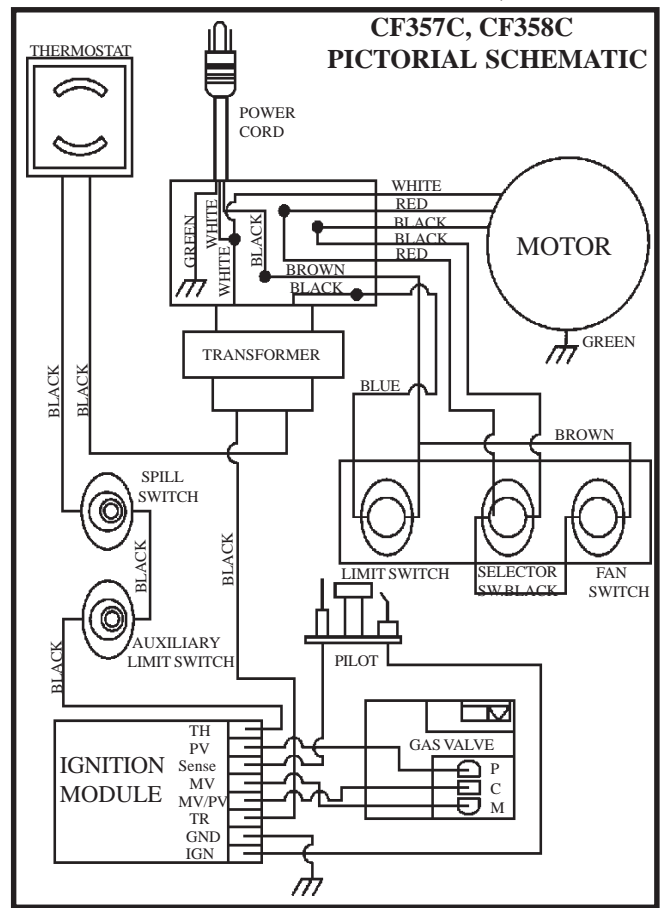 CF357C, CF358C
PICTORIAL SCHEMATIC
THERMOSTAT
POWER
CORD
WHITE
RED
BLACK
BLACK
RED
GREEN
WHITE
WHITE
BLACK
BROWN
BLACK
MOTOR
GREEN
TRANSFORMER
BLACK
BLACK
BLUE
BROWN
SPILL
SWITCH
BLACK
BLACK
LIMIT SWITCH
SELECTOR
SW.BLACK
FAN
SWITCH
AUXILIARY
LIMIT SWITCH
BLACK
PILOT
IGNITION
MODULE
TH
PV
Sense
MV
MV/PV
TR
GND
IGN
GAS VALVE
P
C
M